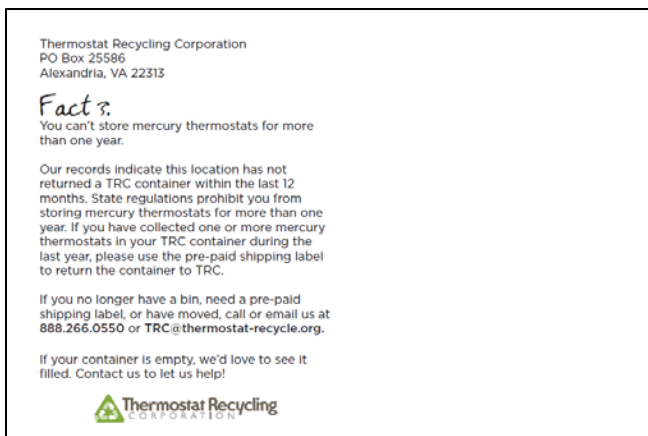 Thermostat Recycling Corporation
PO Box 25586
Alexandria, VA 22313
Fact 3:
You can't store mercury thermostats for more
than one year.
Our records indicate this location has not
returned a TRC container within the last 12
months. State regulations prohibit you from
storing mercury thermostats for more than one
year. If you have collected one or more mercury
thermostats in your TRC container during the
last year, please use the pre-paid shipping label
to return the container to TRC.
If you no longer have a bin, need a pre-paid
shipping label, or have moved, call or email us at
888.266.0550 or TRC@thermostat-recycle.org.
If your container is empty, we'd love to see it
filled. Contact us to let us help!
Thermostat Recycling
CORPORATION